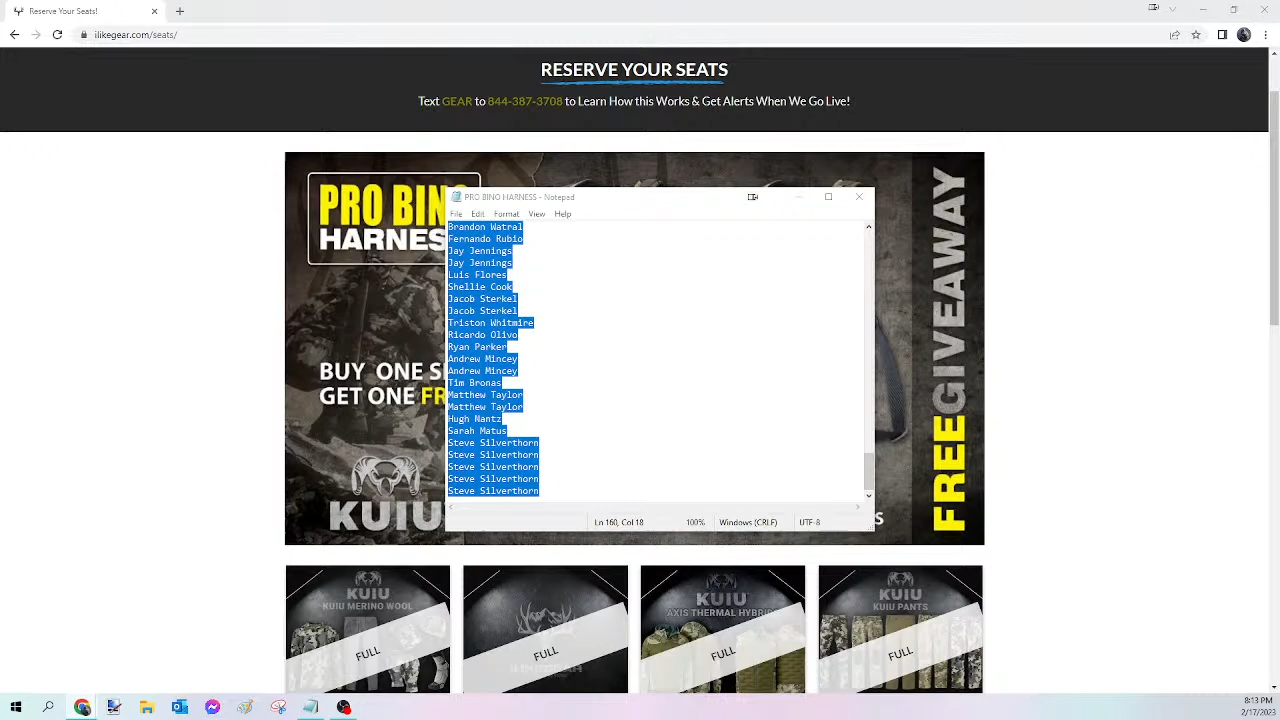 Reserve Your Seats!
ilikegear.com/seats/
RESERVE YOUR SEATS
Text GEAR to 844-387-3708 to Learn How this Works & Get Alerts When We Go Live!
PRO BIN
HARNES
BUY ONE S
GET ONE FR
KUIU
FREEGIVEAWAY
S
PRO BINO HARNESS - Notepad
File Edit Format View Help
Brandon Watral
Fernando Rubio
Jay Jennings
Jay Jennings
Luis Flores
Shellie Cook
Jacob Sterkel
Jacob Sterkel
Triston Whitmire
Ricardo Olivo
Ryan Parker
Andrew Mincey
Andrew Mincey
Tim Bronas
Matthew Taylor
Matthew Taylor
Hugh Nantz
Sarah Matus
Steve Silverthorn
Steve Silverthorn
Steve Silverthorn
Steve Silverthorn
Steve Silverthorn
Ln 160, Col 18 100% Windows (CRLF) UTF-8
KUIU
KUIU MERINO WOOL
FULL
FULL
KUIU
AXIS THERMAL HYBRID
FULL
KUIU
KUIU PANTS
FULL
8:13 PM
2/17/2023